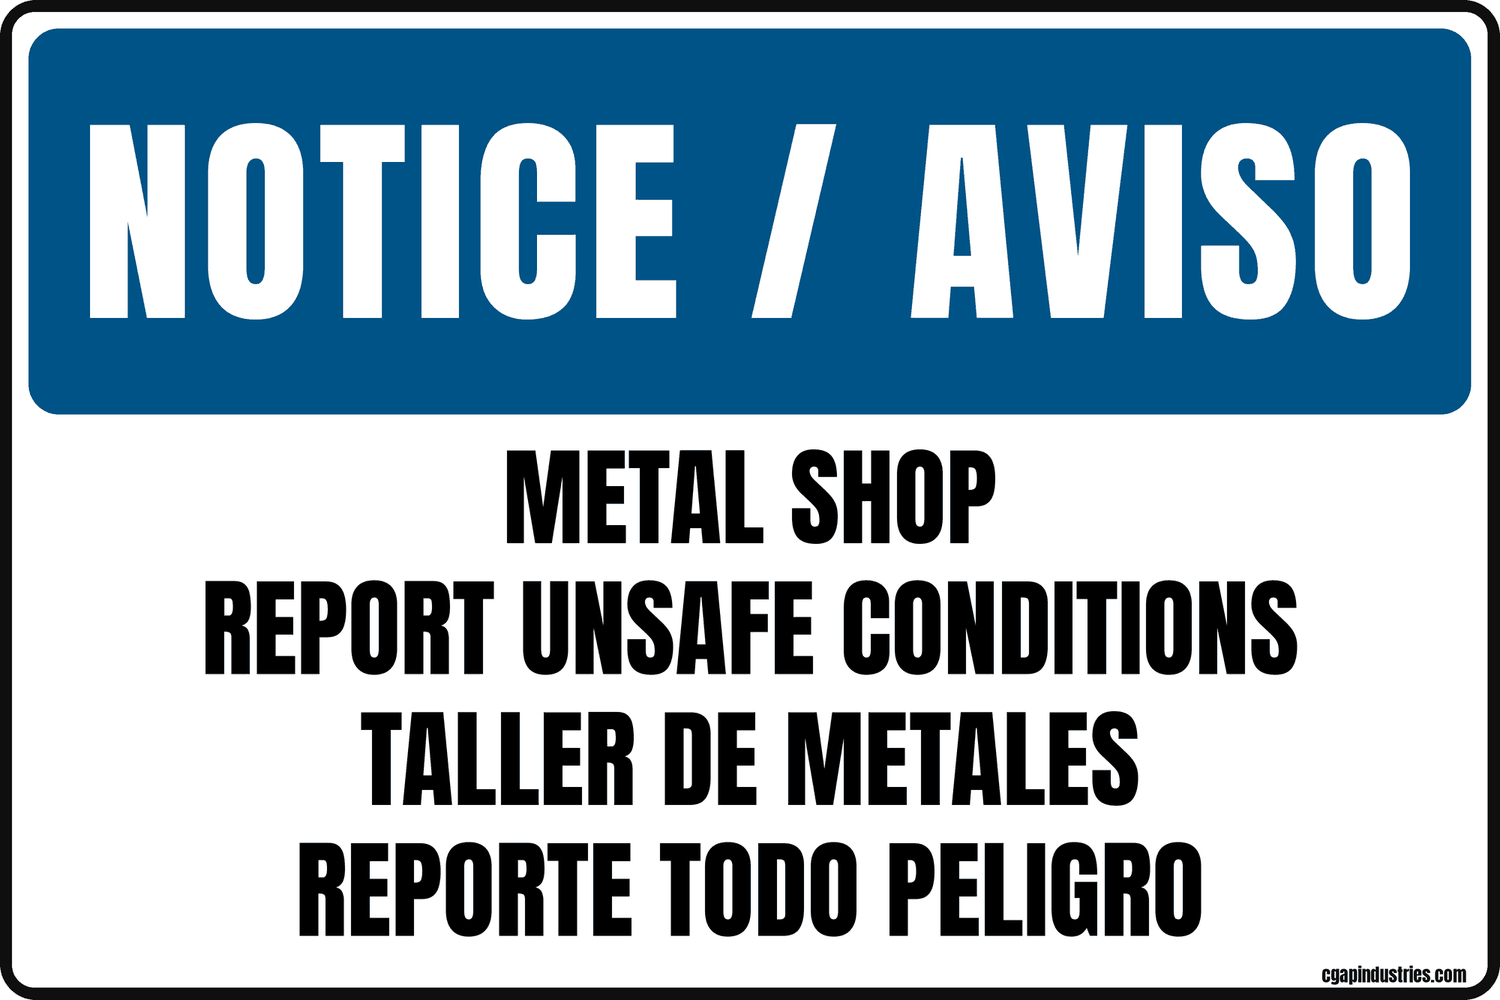 NOTICE / AVISO
METAL SHOP
REPORT UNSAFE CONDITIONS
TALLER DE METALES
REPORTE TODO PELIGRO
cgapindustries.com